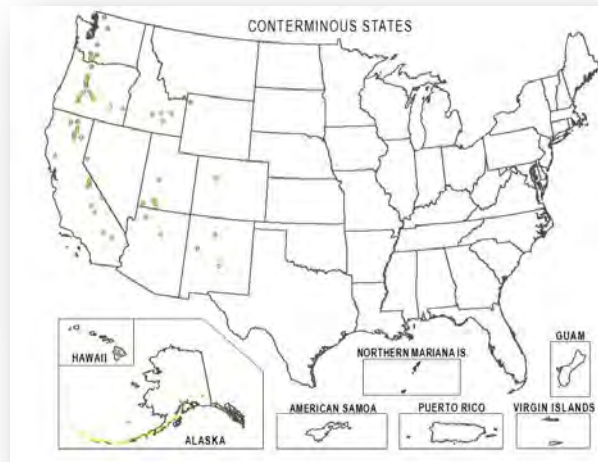 CONTERMINOUS STATES
HAWAII
ALASKA
NORTHERN MARIANA IS.
GUAM
AMERICAN SAMOA
PUERTO RICO
VIRGIN ISLANDS